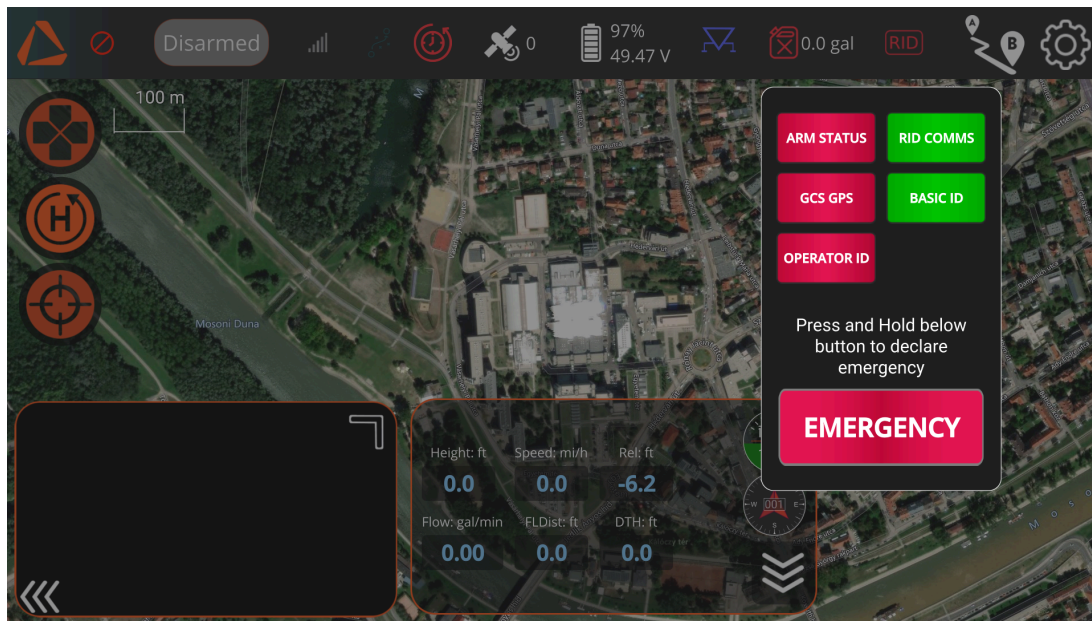 Disarmed
0
97%
49.47 V
0.0 gal
RID
A
B
100 m
H
ARM STATUS
RID COMMS
GCS GPS
BASIC ID
OPERATOR ID
Press and Hold below
button to declare
emergency
EMERGENCY
Mosoni Duna
Height: ft
Speed: mi/h
Rel: ft
0.0
0.0
-6.2
Flow: gal/min
FLDist: ft
DTH: ft
0.00
0.0
0.0
W
001
E
S
M o s o